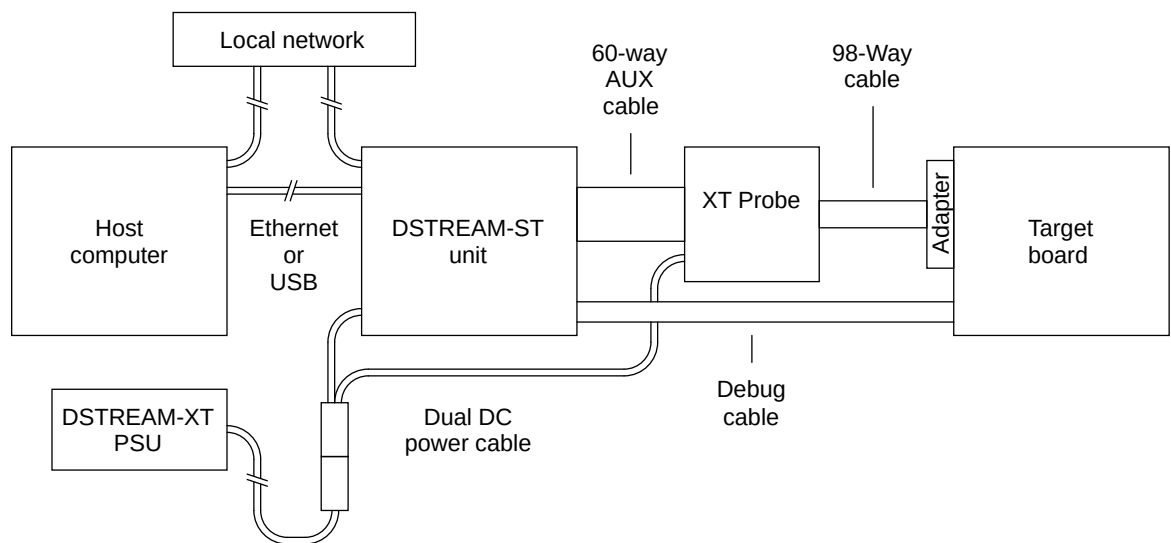 Local network
60-way
AUX
cable
98-Way
cable
Host
computer
Ethernet
or
USB
DSTREAM-ST
unit
XT Probe
Adapter
Target
board
DSTREAM-XT
PSU
Dual DC
power cable
Debug
cable